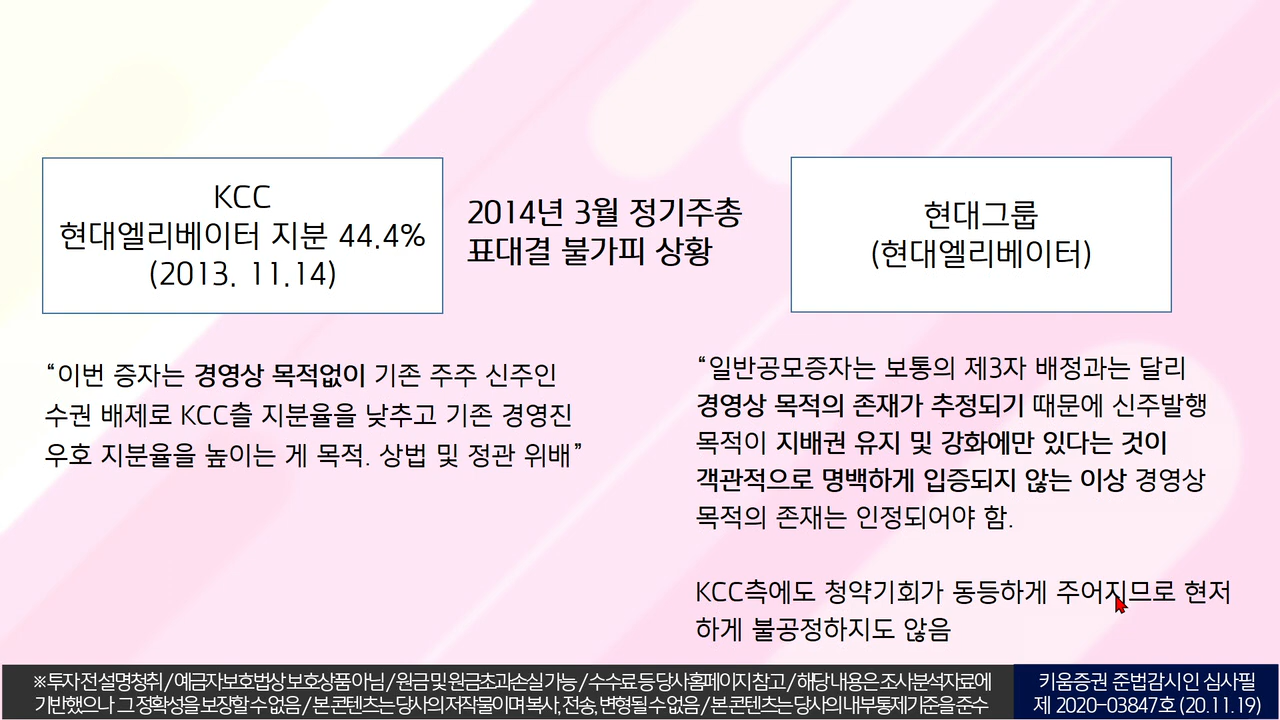 KCC
현대엘리베이터 지분 44.4%
(2013. 11.14)
2014년 3월 정기주총
표대결 불가피 상황
현대그룹
(현대엘리베이터)
“이번 증자는 경영상 목적없이 기존 주주 신주인
수권 배제로 KCC츨 지분율을 낮추고 기존 경영진
우호 지분율을 높이는 게 목적. 상법 및 정관 위배”
“일반공모증자는 보통의 제3자 배정과는 달리
경영상 목적의 존재가 추정되기 때문에 신주발행
목적이 지배권 유지 및 강화에만 있다는 것이
객관적으로 명백하게 입증되지 않는 이상 경영상
목적의 존재는 인정되어야 함.
KCC측에도 청약기회가 동등하게 주어지므로 현저
하게 불공정하지도 않음
※ 투자 전 설명청취 / 예금자보호법상 보호상품 아님 / 원금 및 원금초과손실 가능 / 수수료 등 당사홈페이지 참고 / 해당 내용은 조사분석자료에
기반했으나 그 정확성을 보장할 수 없음 / 본 콘텐츠는 당사의 저작물이며 복사, 전송, 변형될 수 없음 / 본 콘텐츠는 당사의 내부통제기준을 준수
키움증권 준법감시인 심사필
제 2020-03847호 (20.11.19)